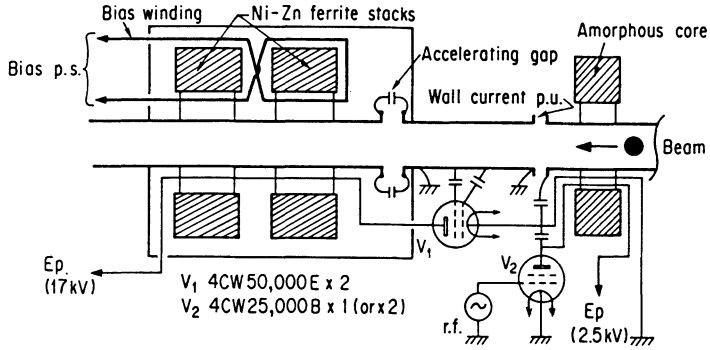 Bias winding
Ni-Zn ferrite stacks
Amorphous core
Accelerating gap
Bias p.s.
Wall current p.u.
Beam
V1
V2
Ep.
(17kV)
V1 4CW50,000E x 2
V2 4CW25,000B x 1 (or x2)
r.f.
Ep
(2.5kV)